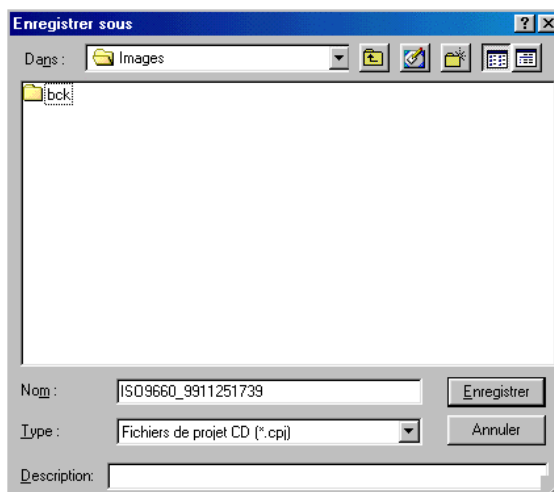 Enregistrer sous
Dans : Images
bck
Nom : ISO9660_9911251739 Enregistrer
Type : Fichiers de projet CD (*.cpj) Annuler
Description: